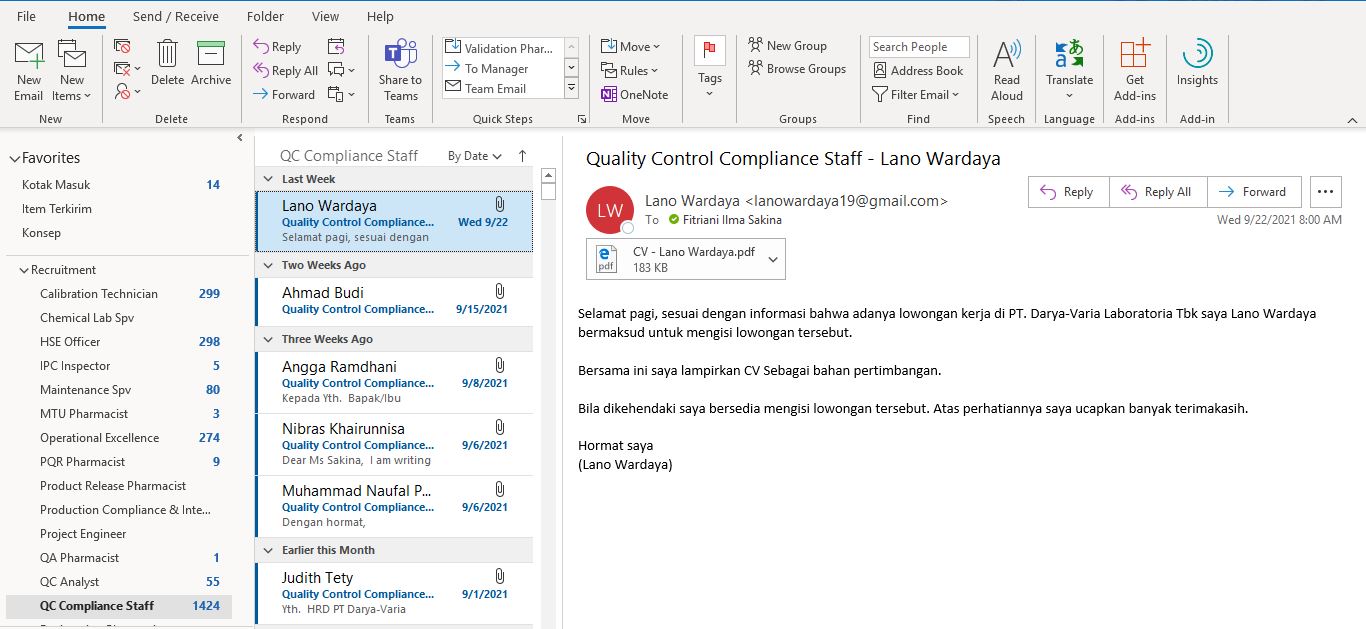 File Home Send / Receive Folder View Help
New Email
New Items
Delete
Archive
Reply
Reply All
Forward
Share to Teams
Validation Phar...
To Manager
Team Email
Move
Rules
OneNote
Tags
New Group
Browse Groups
Search People
Address Book
Filter Email
Read Aloud
Translate
Get Add-ins
Insights
New Delete Respond Teams Quick Steps Move Groups Find Speech Language Add-ins Add-in
Favorites
Kotak Masuk 14
Item Terkirim
Konsep
Recruitment
Calibration Technician 299
Chemical Lab Spv
HSE Officer 298
IPC Inspector 5
Maintenance Spv 80
MTU Pharmacist 3
Operational Excellence 274
PQR Pharmacist 9
Product Release Pharmacist
Production Compliance & Inte...
Project Engineer
QA Pharmacist 1
QC Analyst 55
QC Compliance Staff 1424
QC Compliance Staff By Date
Last Week
Lano Wardaya
Quality Control Compliance... Wed 9/22
Selamat pagi, sesuai dengan
Two Weeks Ago
Ahmad Budi
Quality Control Compliance... 9/15/2021
Three Weeks Ago
Angga Ramdhani
Quality Control Compliance... 9/8/2021
Kepada Yth. Bapak/Ibu
Nibras Khairunnisa
Quality Control Compliance... 9/6/2021
Dear Ms Sakina, I am writing
Muhammad Naufal P...
Quality Control Compliance... 9/6/2021
Dengan hormat,
Earlier this Month
Judith Tety
Quality Control Compliance... 9/1/2021
Yth. HRD PT Darya-Varia
Quality Control Compliance Staff - Lano Wardaya
LW
Lano Wardaya <lanowardaya19@gmail.com>
To Fitriani Ilma Sakina
Reply Reply All Forward ...
Wed 9/22/2021 8:00 AM
pdf
CV - Lano Wardaya.pdf
183 KB
Selamat pagi, sesuai dengan informasi bahwa adanya lowongan kerja di PT. Darya-Varia Laboratoria Tbk saya Lano Wardaya
bermaksud untuk mengisi lowongan tersebut.
Bersama ini saya lampirkan CV Sebagai bahan pertimbangan.
Bila dikehendaki saya bersedia mengisi lowongan tersebut. Atas perhatiannya saya ucapkan banyak terimakasih.
Hormat saya
(Lano Wardaya)